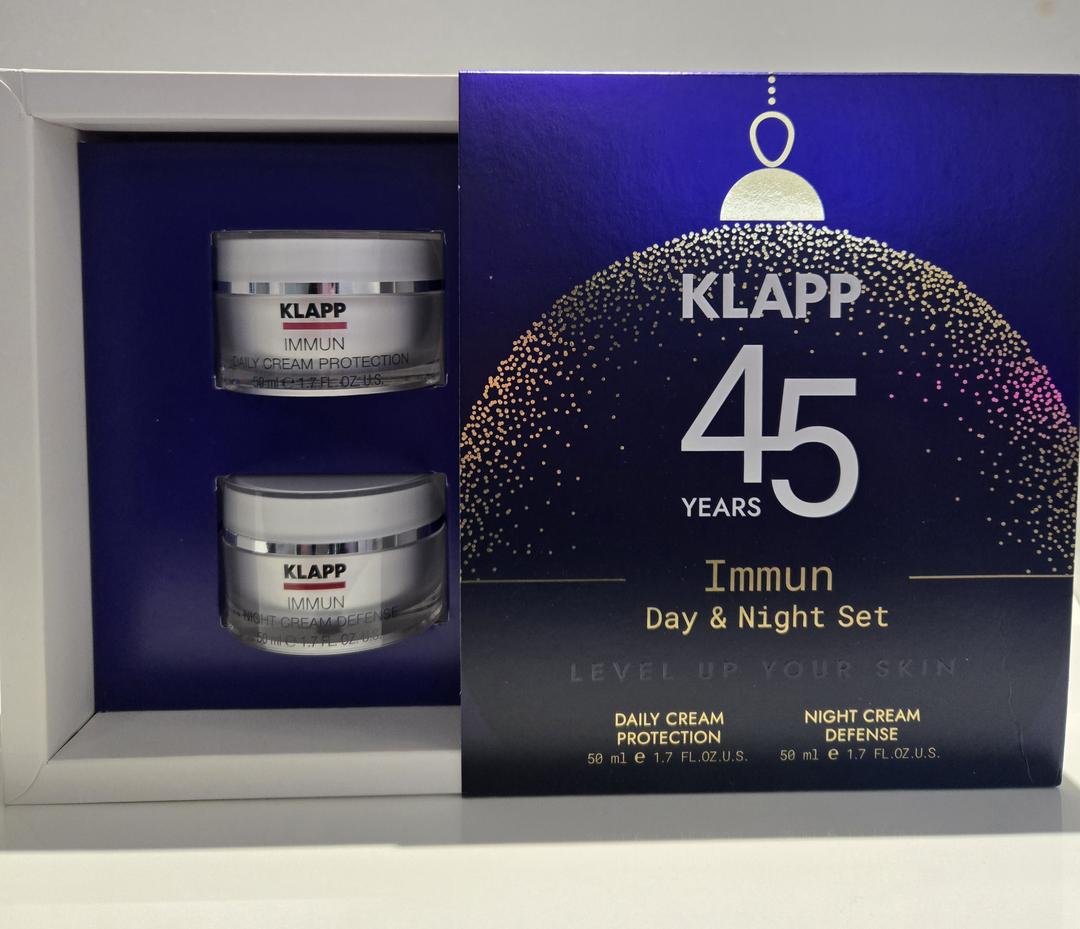 KLAPP
IMMUN
DAILY CREAM PROTECTION
50 ml ℮ 1.7 FL. OZ. U.S.
KLAPP
IMMUN
NIGHT CREAM DEFENSE
50 ml ℮ 1.7 FL. OZ. U.S.
KLAPP
45
YEARS
Immun
Day & Night Set
LEVEL UP YOUR SKIN
DAILY CREAM
PROTECTION
50 ml ℮ 1.7 FL.OZ.U.S.
NIGHT CREAM
DEFENSE
50 ml ℮ 1.7 FL.OZ.U.S.